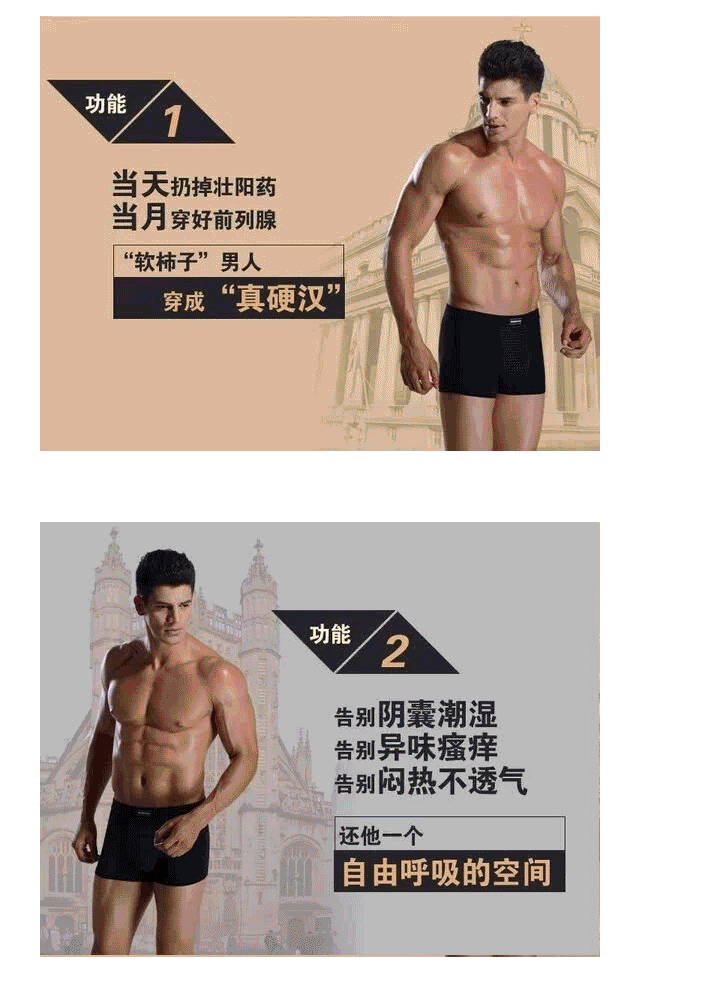 功能
1
当天扔掉壮阳药
当月穿好前列腺
“软柿子”男人
穿成“真硬汉”
功能
2
告别阴囊潮湿
告别异味瘙痒
告别闷热不透气
还他一个
自由呼吸的空间